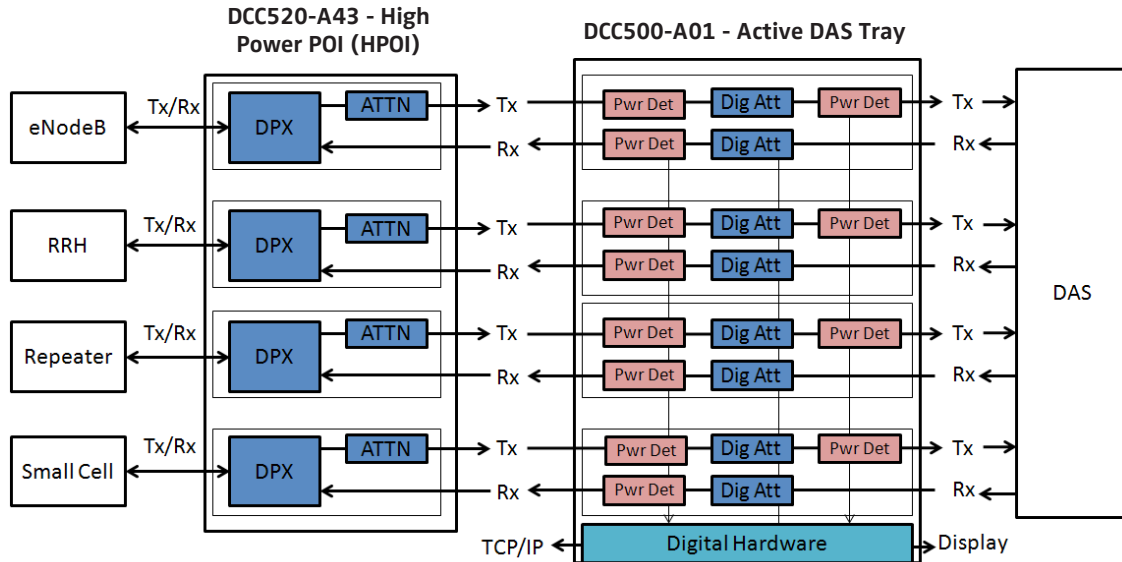 DCC520-A43 - High
Power POI (HPOI)
DCC500-A01 - Active DAS Tray
eNodeB
Tx/Rx
DPX
ATTN
Tx
Rx
Pwr Det
Dig Att
Pwr Det
Pwr Det
Dig Att
Tx
Rx
RRH
Tx/Rx
DPX
ATTN
Tx
Rx
Pwr Det
Dig Att
Pwr Det
Pwr Det
Dig Att
Tx
Rx
DAS
Repeater
Tx/Rx
DPX
ATTN
Tx
Rx
Pwr Det
Dig Att
Pwr Det
Pwr Det
Dig Att
Tx
Rx
Small Cell
Tx/Rx
DPX
ATTN
Tx
Rx
Pwr Det
Dig Att
Pwr Det
Pwr Det
Dig Att
Tx
Rx
TCP/IP
Digital Hardware
Display